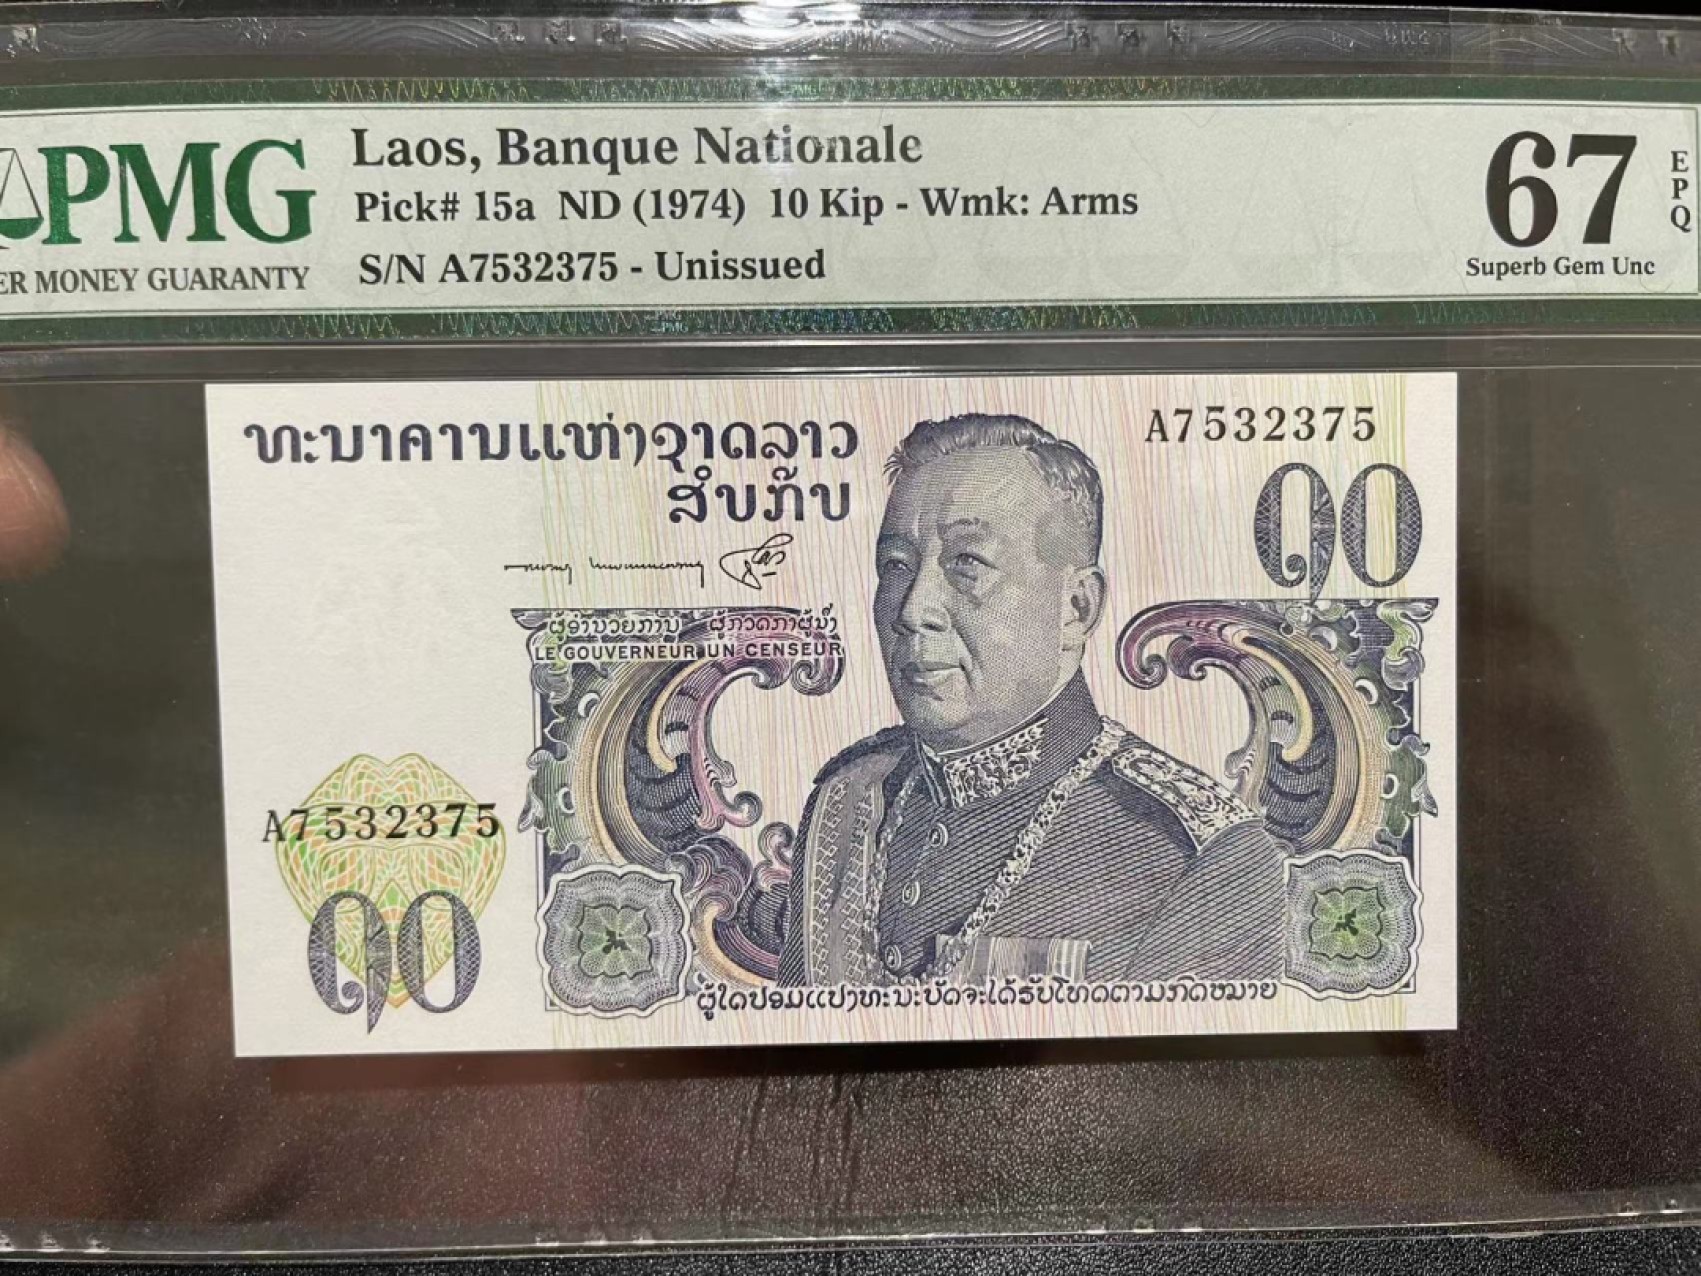 PMG
ER MONEY GUARANTY
Laos, Banque Nationale
Pick# 15a ND (1974) 10 Kip - Wmk: Arms
S/N A7532375 - Unissued
67
EPQ
Superb Gem Unc
ທະນາຄານແຫ່ງຊາດລາວ
ສິບກີບ
A7532375
໑໐
ຜູ້ອຳນວຍການ ຜູ້ກວດກາຜູ້ນຶ່ງ
LE GOUVERNEUR UN CENSEUR
A7532375
໑໐
ຜູ້ໃດປອມແປງທະນະບັດຈະໄດ້ຮັບໂທດຕາມກົດໝາຍ